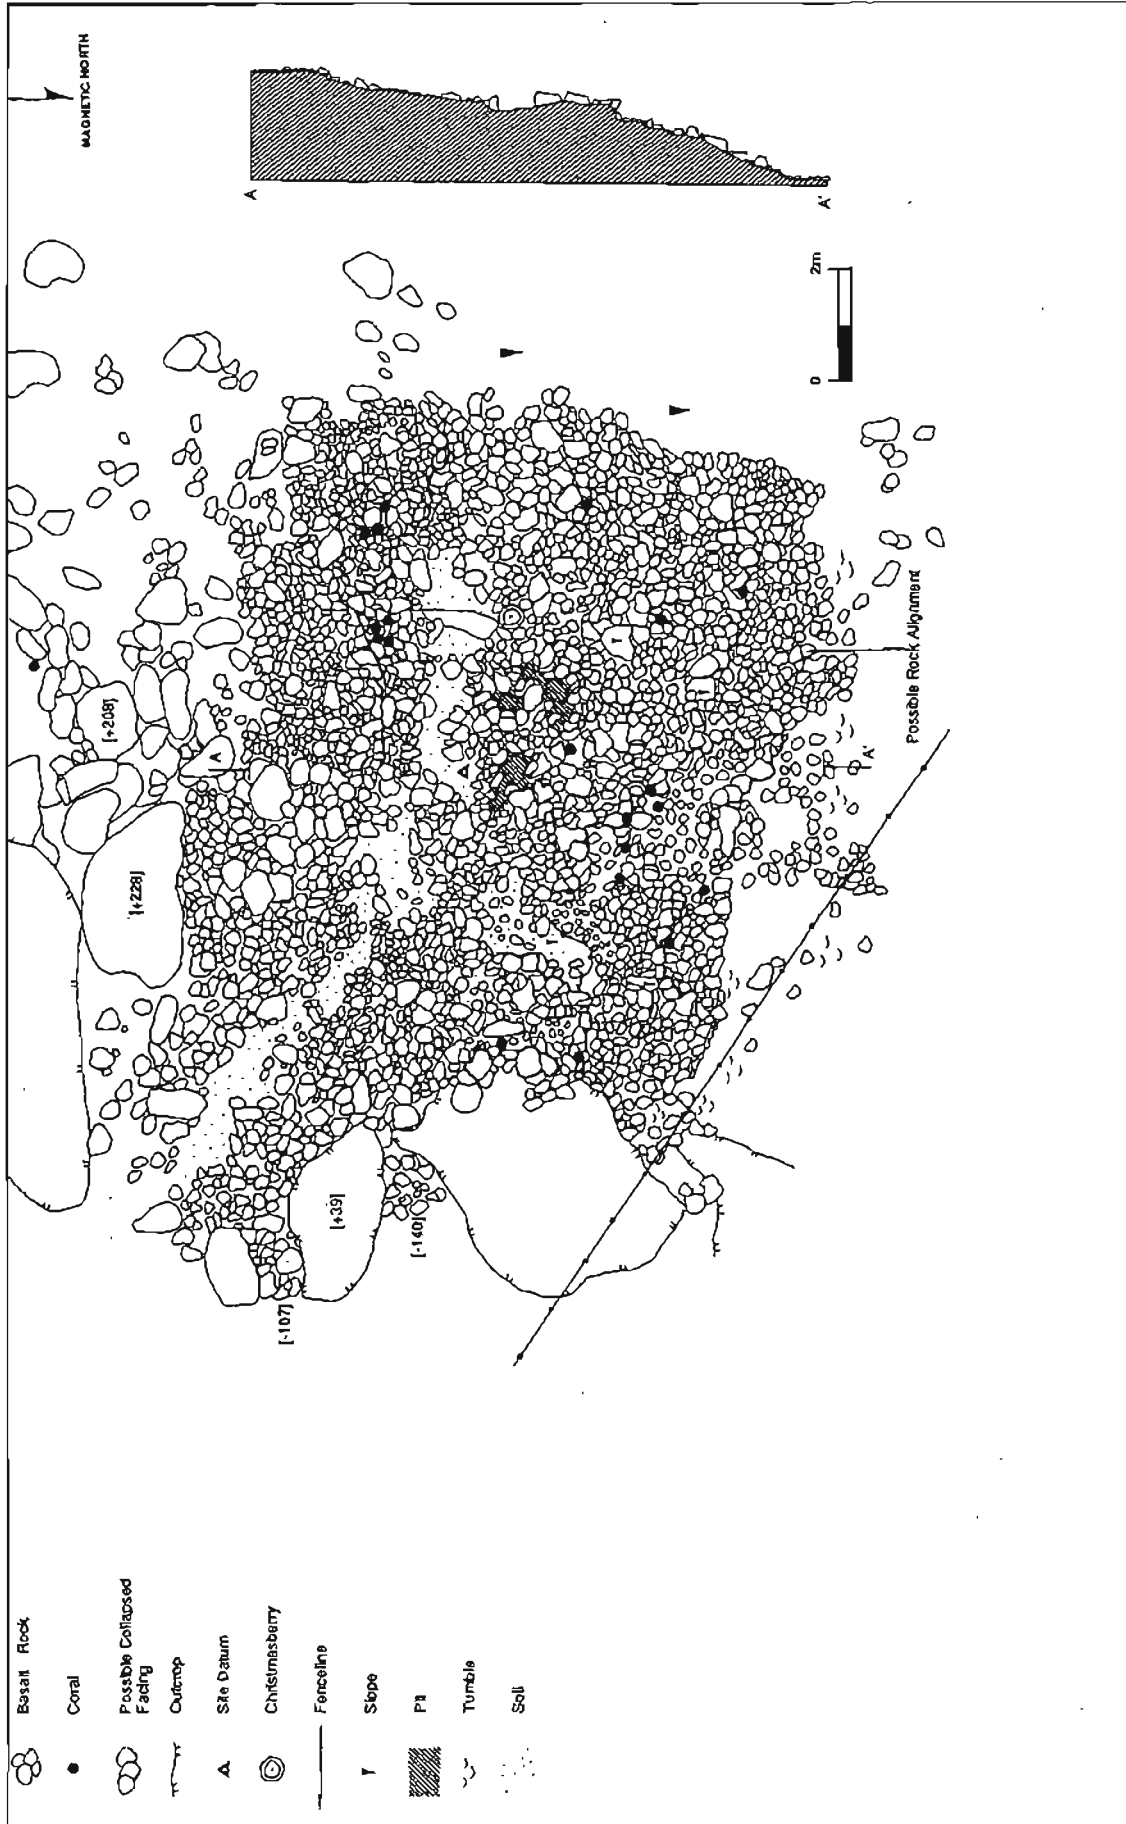 MAGNETIC NORTH
A
A'
0
2m
[+208]
A
[+228]
Possible Rock Alignment
A'
[+39]
[-140]
[-107]
Basalt Rock
Coral
Possible Collapsed
Facing
Outcrop
Site Datum
Christmasberry
Fenceline
Slope
Pit
Tumble
Soil